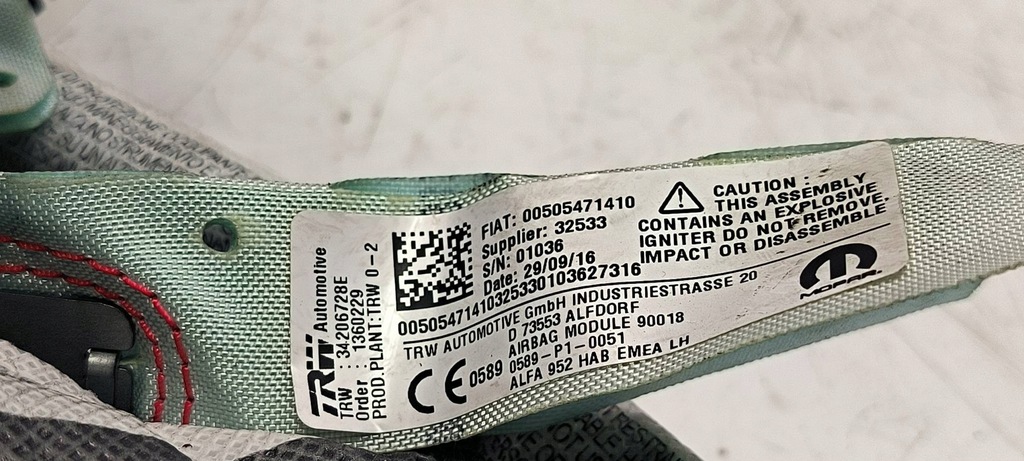 TRW Automotive
TRW : 34206728E
Order : 1360229
PROD.PLANT:TRW 0-2
FIAT: 00505471410
Supplier: 32533
S/N: 01036
Date: 29/09/16
00505471410325330103627316
CAUTION :
THIS ASSEMBLY
CONTAINS AN EXPLOSIVE
IGNITER DO NOT REMOVE,
IMPACT OR DISASSEMBLE
TRW AUTOMOTIVE GmbH INDUSTRIESTRASSE 20
D 73553 ALFDORF
AIRBAG MODULE 90018
CE 0589 0589-P1-0051
ALFA 952 HAB EMEA LH
MOPAR